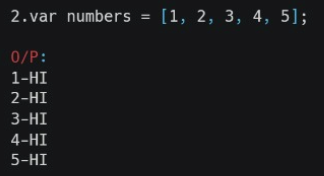 2.var numbers = [1, 2, 3, 4, 5];
O/P:
1-HI
2-HI
3-HI
4-HI
5-HI